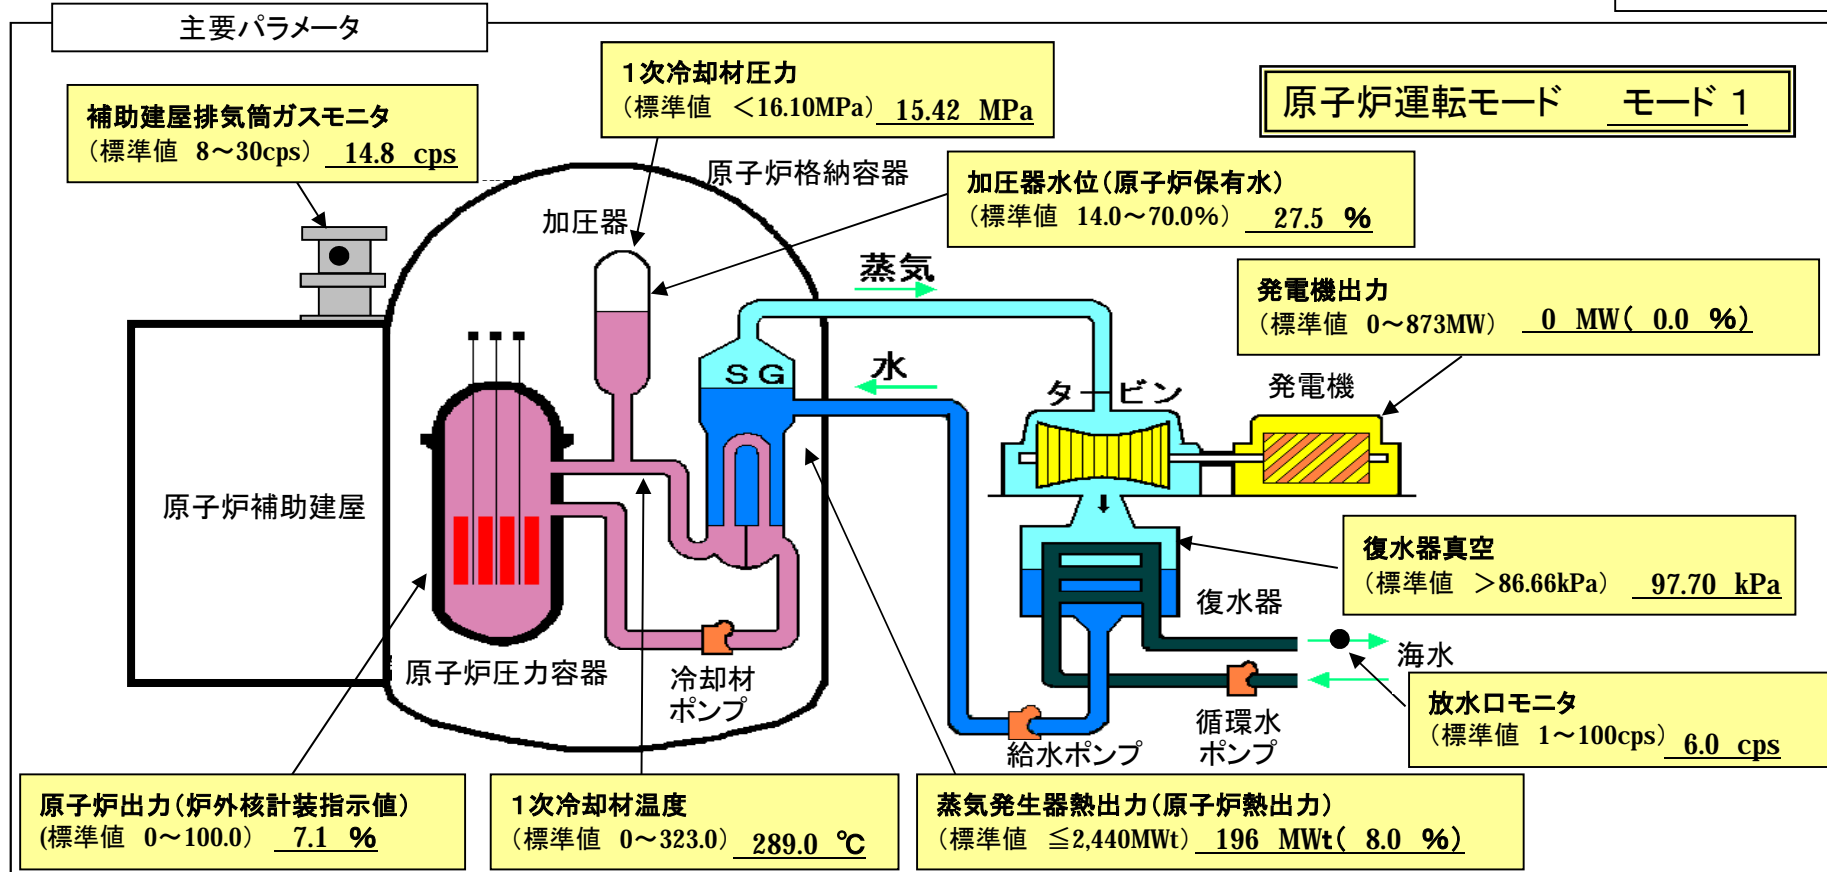 主要パラメータ
1次冷却材圧力
(標準値 <16.10MPa) 15.42 MPa
原子炉運転モード モード 1
補助建屋排気筒ガスモニタ
(標準値 8～30cps) 14.8 cps
原子炉格納容器
加圧器水位(原子炉保有水)
(標準値 14.0～70.0%) 27.5 %
加圧器
蒸気
発電機出力
(標準値 0～873MW) 0 MW( 0.0 %)
水
SG
タービン
発電機
原子炉補助建屋
復水器真空
(標準値 >86.66kPa) 97.70 kPa
復水器
海水
原子炉圧力容器
冷却材
ポンプ
給水ポンプ
循環水
ポンプ
放水口モニタ
(標準値 1～100cps) 6.0 cps
原子炉出力(炉外核計装指示値)
(標準値 0～100.0) 7.1 %
1次冷却材温度
(標準値 0～323.0) 289.0 ℃
蒸気発生器熱出力(原子炉熱出力)
(標準値 ≦2,440MWt) 196 MWt( 8.0 %)